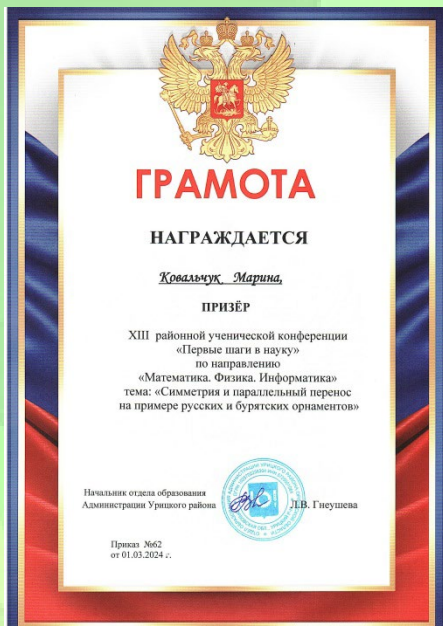 ГРАМОТА
НАГРАЖДАЕТСЯ
Ковальчук Марина,
ПРИЗЁР
XIII районной ученической конференции
«Первые шаги в науку»
по направлению
«Математика. Физика. Информатика»
тема: «Симметрия и параллельный перенос
на примере русских и бурятских орнаментов»
Начальник отдела образования
Администрации Урицкого района
Л.В. Гнеушева
Приказ №62
от 01.03.2024 г.